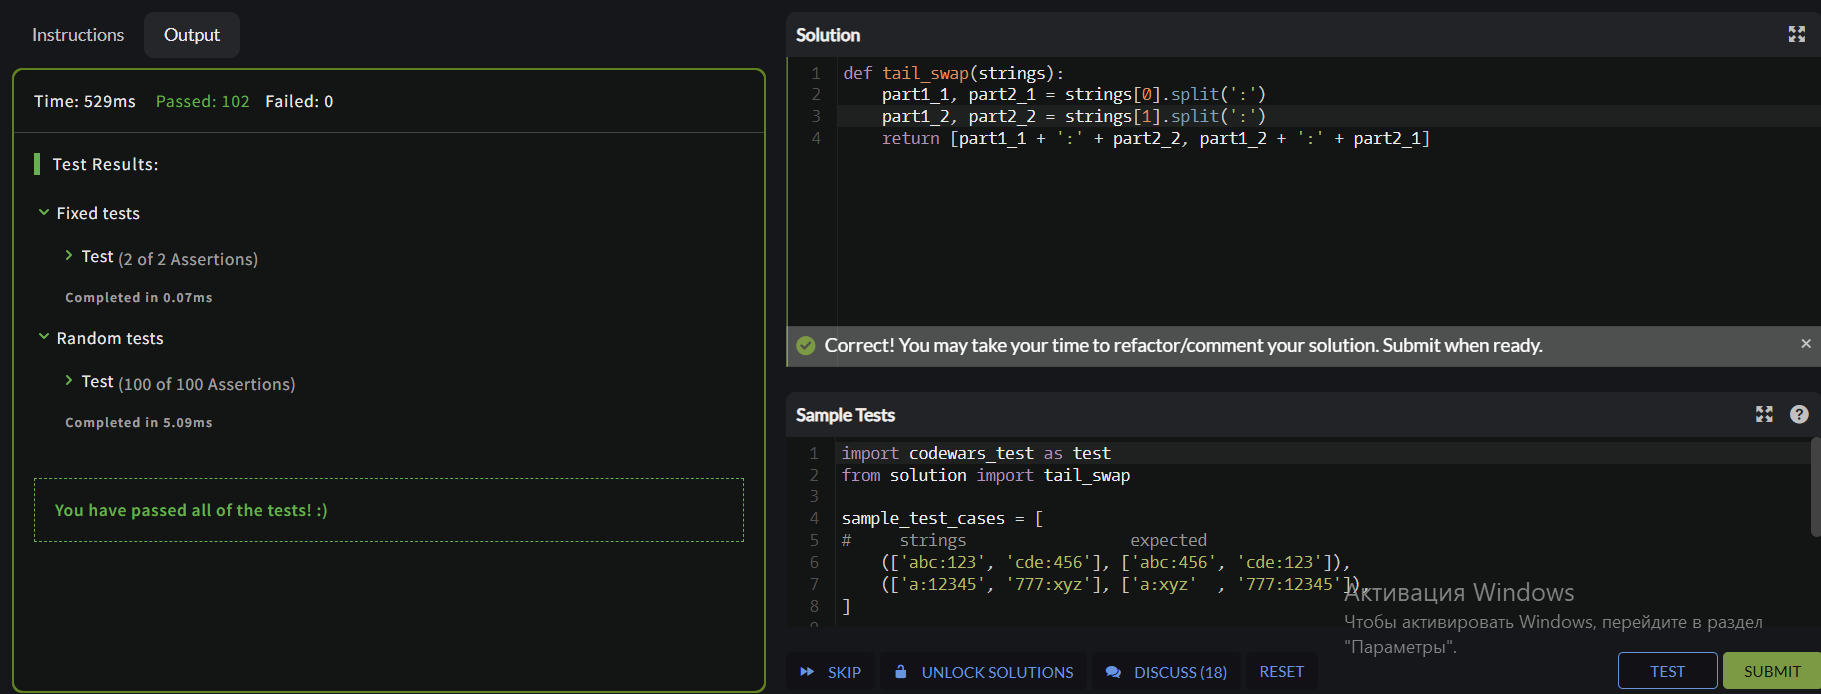 Instructions
Output
Time: 529ms Passed: 102 Failed: 0
Test Results:
Fixed tests
Test (2 of 2 Assertions)
Completed in 0.07ms
Random tests
Test (100 of 100 Assertions)
Completed in 5.09ms
You have passed all of the tests! :)
Solution
1 def tail_swap(strings):
2     part1_1, part2_1 = strings[0].split(':')
3     part1_2, part2_2 = strings[1].split(':')
4     return [part1_1 + ':' + part2_2, part1_2 + ':' + part2_1]
Correct! You may take your time to refactor/comment your solution. Submit when ready.
Sample Tests
1 import codewars_test as test
2 from solution import tail_swap
3
4 sample_test_cases = [
5 #     strings                 expected
6     (['abc:123', 'cde:456'], ['abc:456', 'cde:123']),
7     (['a:12345', '777:xyz'], ['a:xyz'  , '777:12345']),
8 ]
9
Активация Windows
Чтобы активировать Windows, перейдите в раздел
"Параметры".
SKIP
UNLOCK SOLUTIONS
DISCUSS (18)
RESET
TEST
SUBMIT